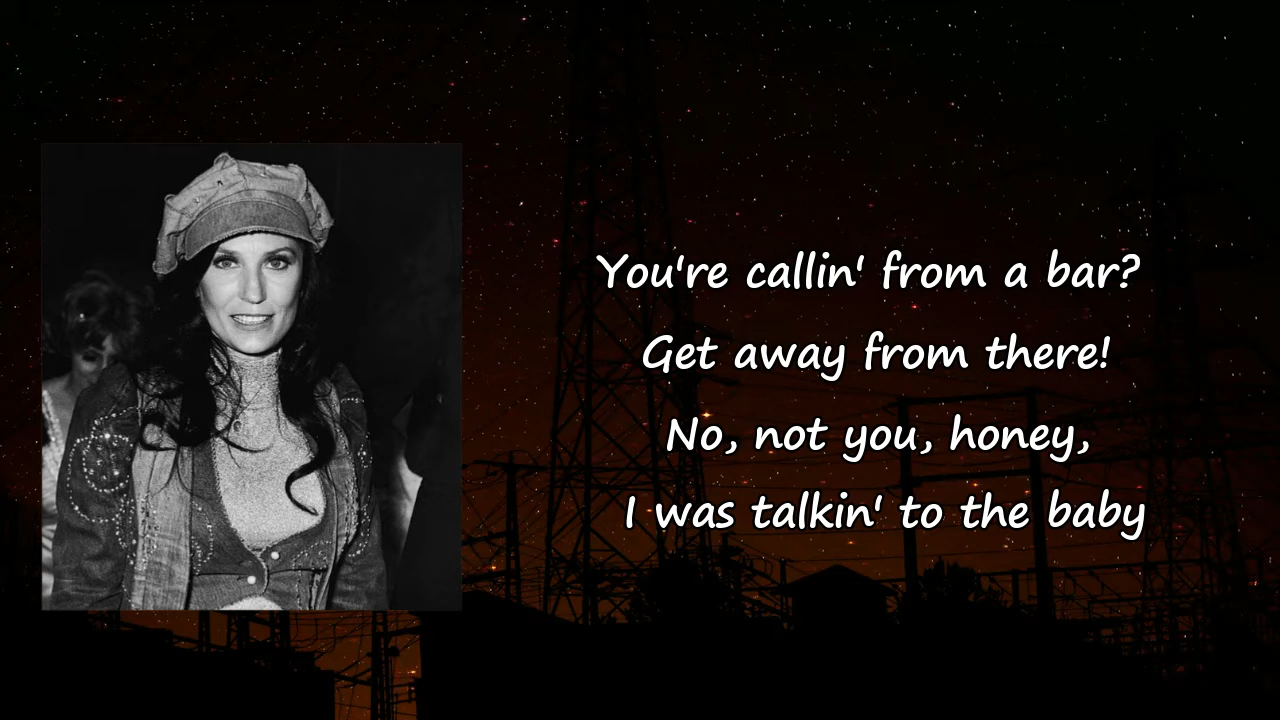 You're callin' from a bar?
Get away from there!
No, not you, honey,
I was talkin' to the baby